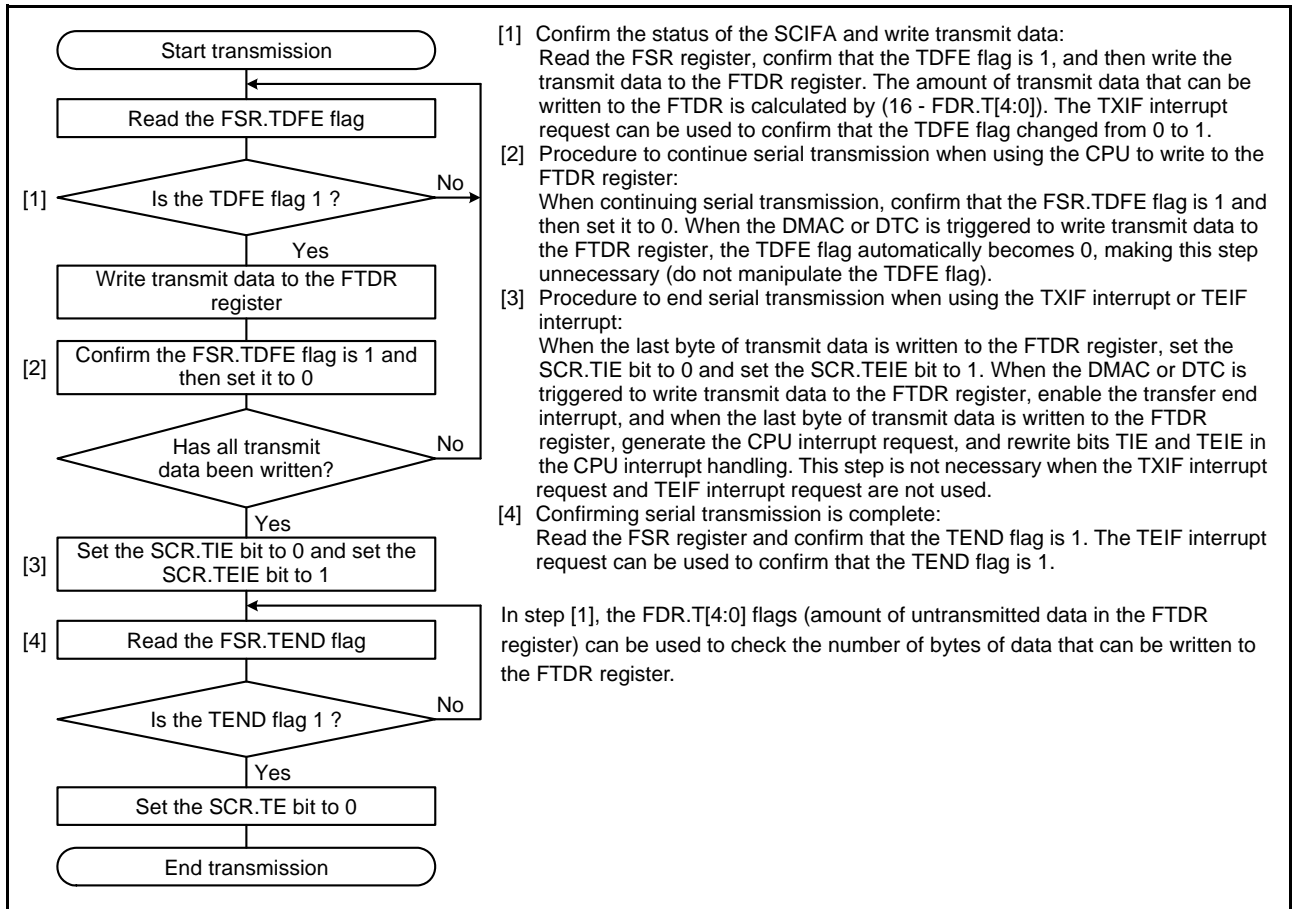 Start transmission
Read the FSR.TDFE flag
[1]
Is the TDFE flag 1 ?
No
Yes
Write transmit data to the FTDR
register
[2]
Confirm the FSR.TDFE flag is 1 and
then set it to 0
Has all transmit
data been written?
No
Yes
[3]
Set the SCR.TIE bit to 0 and set the
SCR.TEIE bit to 1
[4]
Read the FSR.TEND flag
Is the TEND flag 1 ?
No
Yes
Set the SCR.TE bit to 0
End transmission
[1] Confirm the status of the SCIFA and write transmit data:
Read the FSR register, confirm that the TDFE flag is 1, and then write the
transmit data to the FTDR register. The amount of transmit data that can be
written to the FTDR is calculated by (16 - FDR.T[4:0]). The TXIF interrupt
request can be used to confirm that the TDFE flag changed from 0 to 1.
[2] Procedure to continue serial transmission when using the CPU to write to the
FTDR register:
When continuing serial transmission, confirm that the FSR.TDFE flag is 1 and
then set it to 0. When the DMAC or DTC is triggered to write transmit data to
the FTDR register, the TDFE flag automatically becomes 0, making this step
unnecessary (do not manipulate the TDFE flag).
[3] Procedure to end serial transmission when using the TXIF interrupt or TEIF
interrupt:
When the last byte of transmit data is written to the FTDR register, set the
SCR.TIE bit to 0 and set the SCR.TEIE bit to 1. When the DMAC or DTC is
triggered to write transmit data to the FTDR register, enable the transfer end
interrupt, and when the last byte of transmit data is written to the FTDR
register, generate the CPU interrupt request, and rewrite bits TIE and TEIE in
the CPU interrupt handling. This step is not necessary when the TXIF interrupt
request and TEIF interrupt request are not used.
[4] Confirming serial transmission is complete:
Read the FSR register and confirm that the TEND flag is 1. The TEIF interrupt
request can be used to confirm that the TEND flag is 1.
In step [1], the FDR.T[4:0] flags (amount of untransmitted data in the FTDR
register) can be used to check the number of bytes of data that can be written to
the FTDR register.